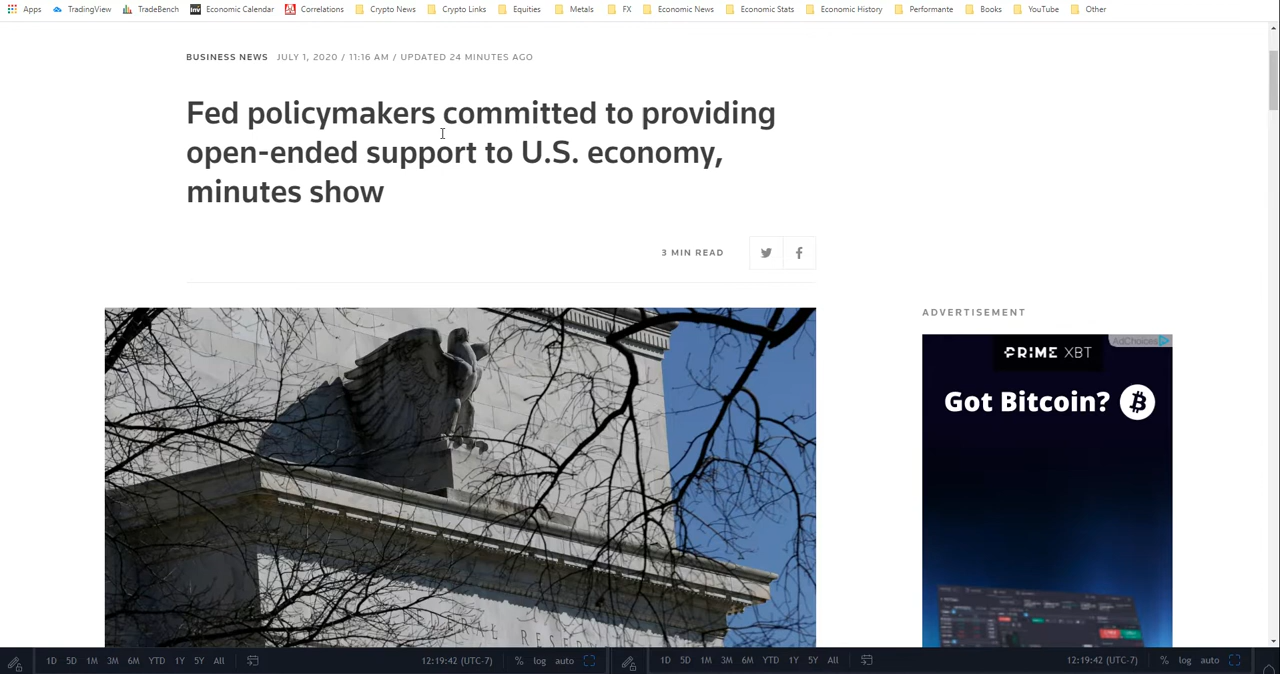 Apps TradingView TradeBench inv Economic Calendar Correlations Crypto News Crypto Links Equities Metals FX Economic News Economic Stats Economic History Performante Books YouTube Other
BUSINESS NEWS JULY 1, 2020 / 11:16 AM / UPDATED 24 MINUTES AGO
Fed policymakers committed to providing
open-ended support to U.S. economy,
minutes show
3 MIN READ
ADVERTISEMENT
AdChoices
PRIME XBT
Got Bitcoin?
1D 5D 1M 3M 6M YTD 1Y 5Y All 12:19:42 (UTC-7) % log auto
1D 5D 1M 3M 6M YTD 1Y 5Y All 12:19:42 (UTC-7) % log auto